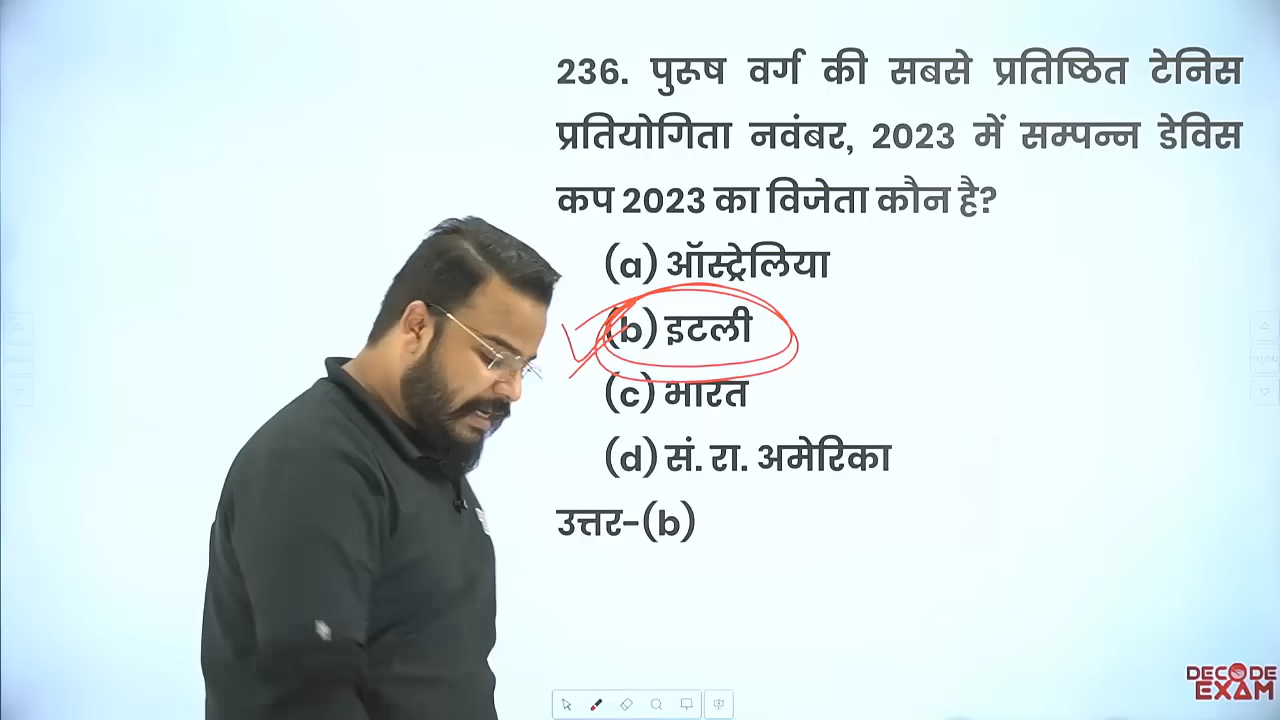 236. पुरूष वर्ग की सबसे प्रतिष्ठित टेनिस
प्रतियोगिता नवंबर, 2023 में सम्पन्न डेविस
कप 2023 का विजेता कौन है?
(a) ऑस्ट्रेलिया
(b) इटली
(c) भारत
(d) सं. रा. अमेरिका
उत्तर-(b)
DECODE
EXAM